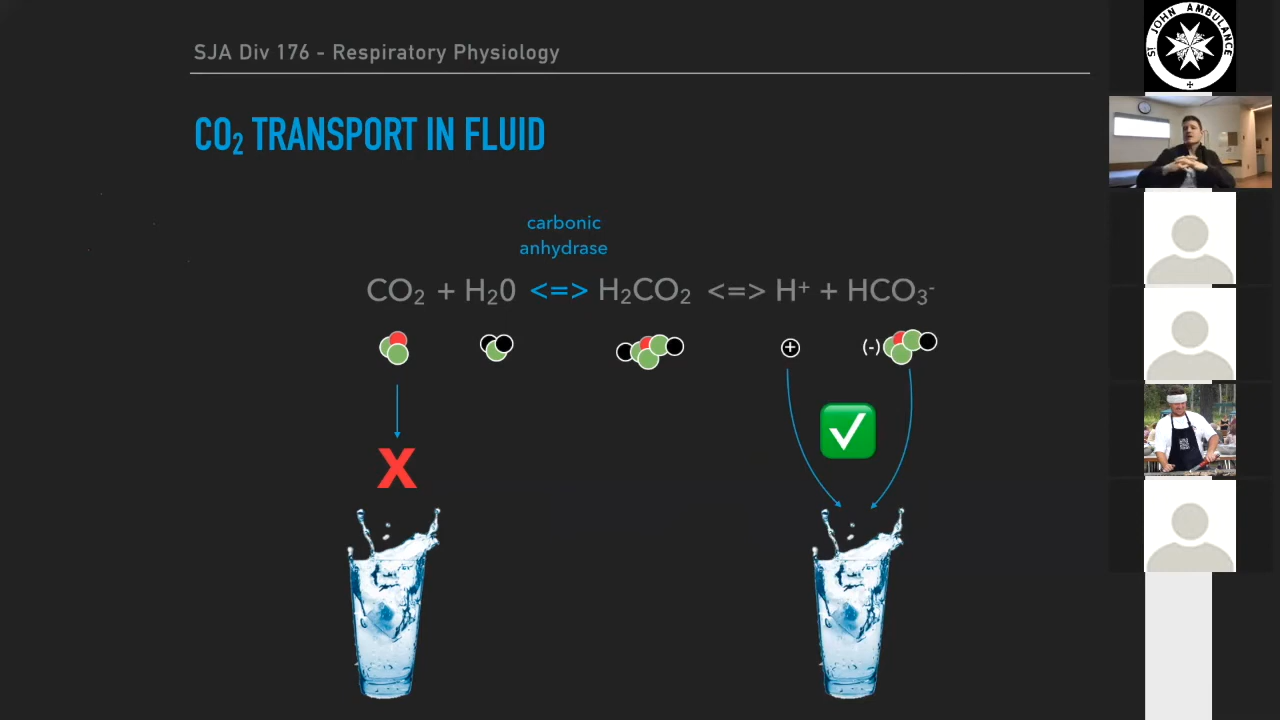 SJA Div 176 - Respiratory Physiology
CO₂ TRANSPORT IN FLUID
carbonic
anhydrase
CO₂ + H₂0 <=> H₂CO₂ <=> H⁺ + HCO₃⁻
+ (-)
X
ST JOHN AMBULANCE